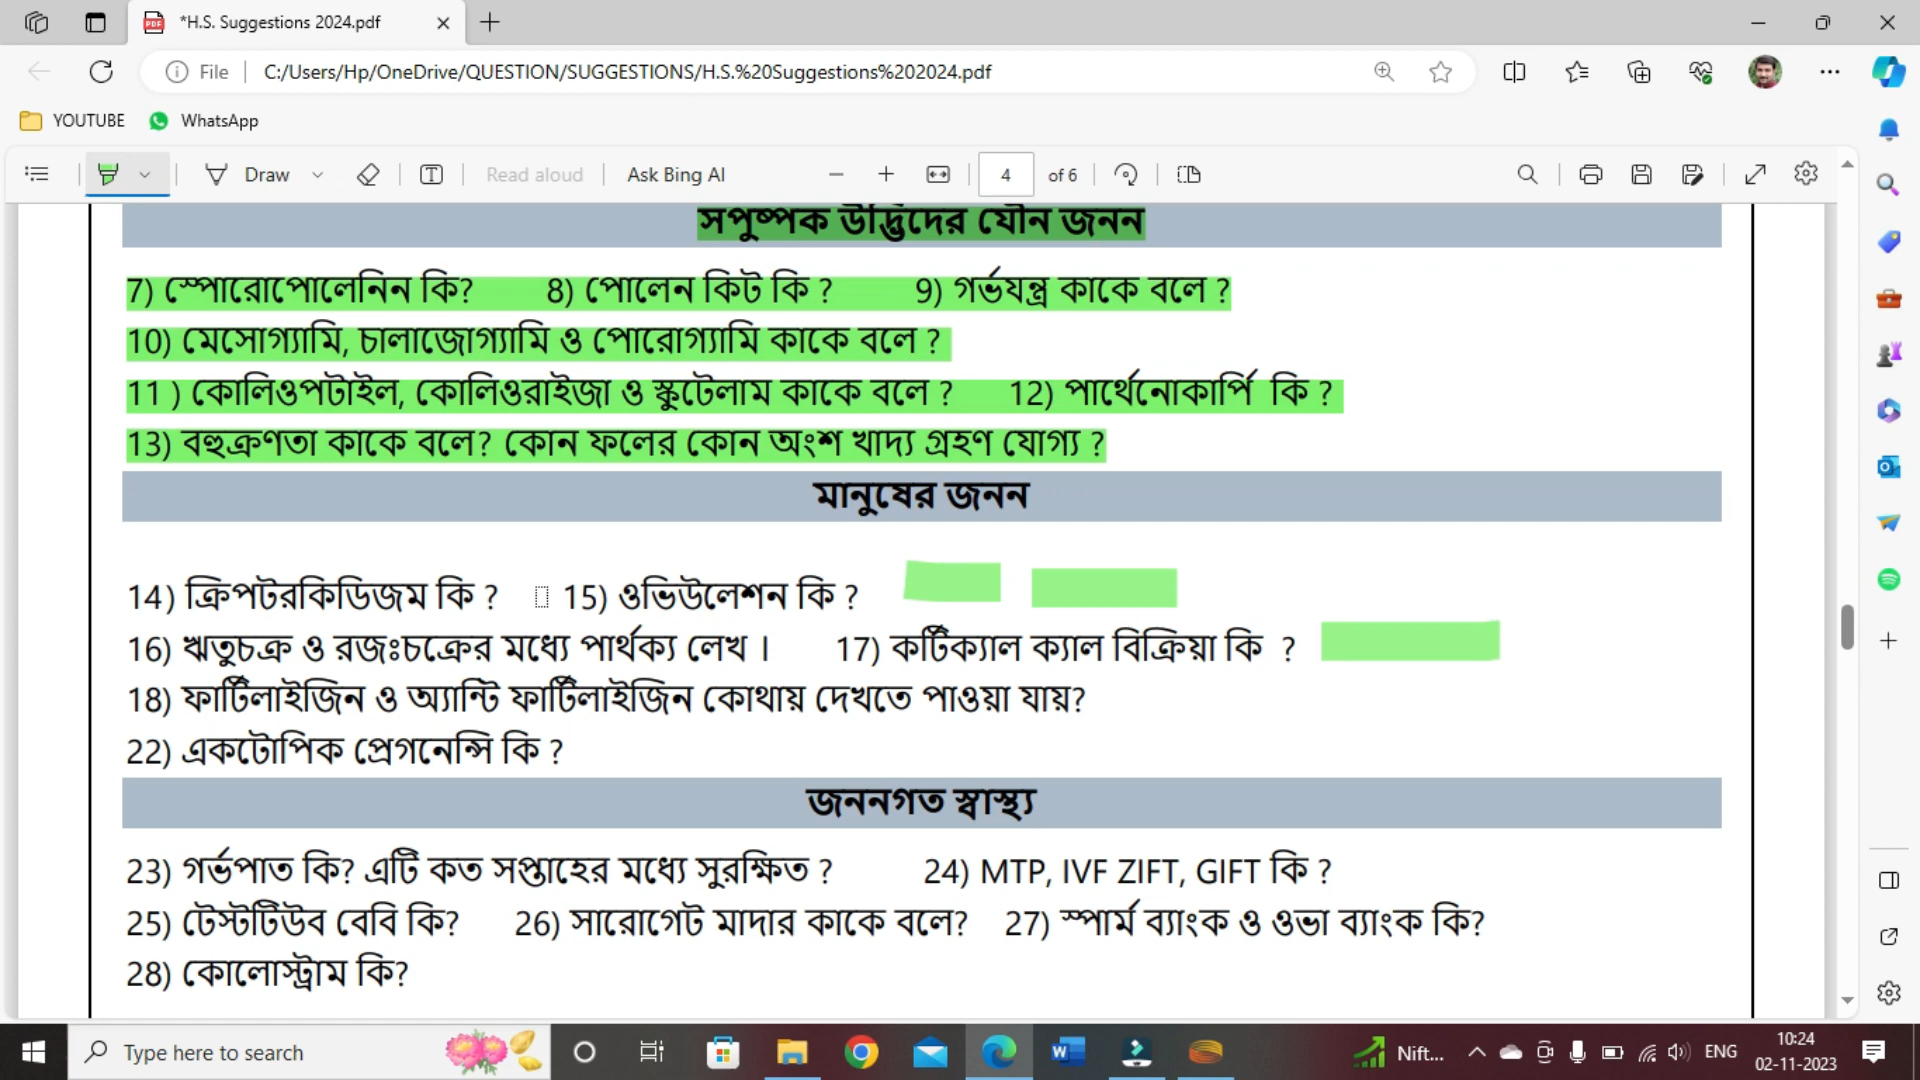 *H.S. Suggestions 2024.pdf
File C:/Users/Hp/OneDrive/QUESTION/SUGGESTIONS/H.S.%20Suggestions%202024.pdf
YOUTUBE WhatsApp
Draw Read aloud Ask Bing AI 4 of 6
সপুষ্পক উদ্ভিদের যৌন জনন
7) স্পোরোপোলেনিন কি? 8) পোলেন কিট কি ? 9) গর্ভযন্ত্র কাকে বলে ?
10) মেসোগ্যামি, চালাজোগ্যামি ও পোরোগ্যামি কাকে বলে ?
11 ) কোলিওপটাইল, কোলিওরাইজা ও স্কুটেলাম কাকে বলে ? 12) পার্থেনোকার্পি কি ?
13) বহুভ্রূণতা কাকে বলে? কোন ফলের কোন অংশ খাদ্য গ্রহণ যোগ্য ?
মানুষের জনন
14) ক্রিপটরকিডিজম কি ? 15) ওভিউলেশন কি ?
16) ঋতুচক্র ও রজঃচক্রের মধ্যে পার্থক্য লেখ । 17) কর্টিক্যাল ক্যাল বিক্রিয়া কি ?
18) ফার্টিলাইজিন ও অ্যান্টি ফার্টিলাইজিন কোথায় দেখতে পাওয়া যায়?
22) একটোপিক প্রেগনেন্সি কি ?
জননগত স্বাস্থ্য
23) গর্ভপাত কি? এটি কত সপ্তাহের মধ্যে সুরক্ষিত ? 24) MTP, IVF ZIFT, GIFT কি ?
25) টেস্টটিউব বেবি কি? 26) সারোগেট মাদার কাকে বলে? 27) স্পার্ম ব্যাংক ও ওভা ব্যাংক কি?
28) কোলোস্ট্রাম কি?
Type here to search Nift... ENG 10:24
02-11-2023